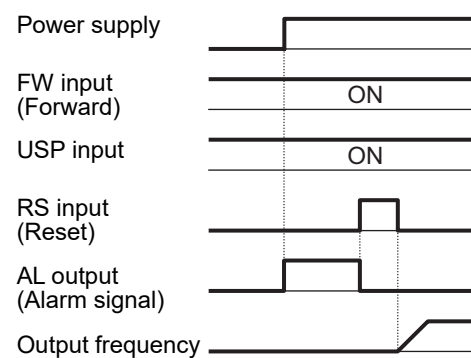 Power supply
FW input
(Forward)
ON
USP input
ON
RS input
(Reset)
AL output
(Alarm signal)
Output frequency